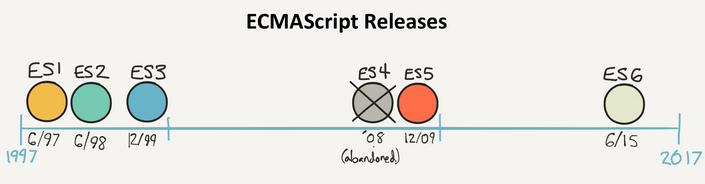 ECMAScript Releases
ES1 ES2 ES3 ES4 ES5 ES6
6/97 6/98 12/99 '08 12/09 6/15
(abandoned)
1997 2017